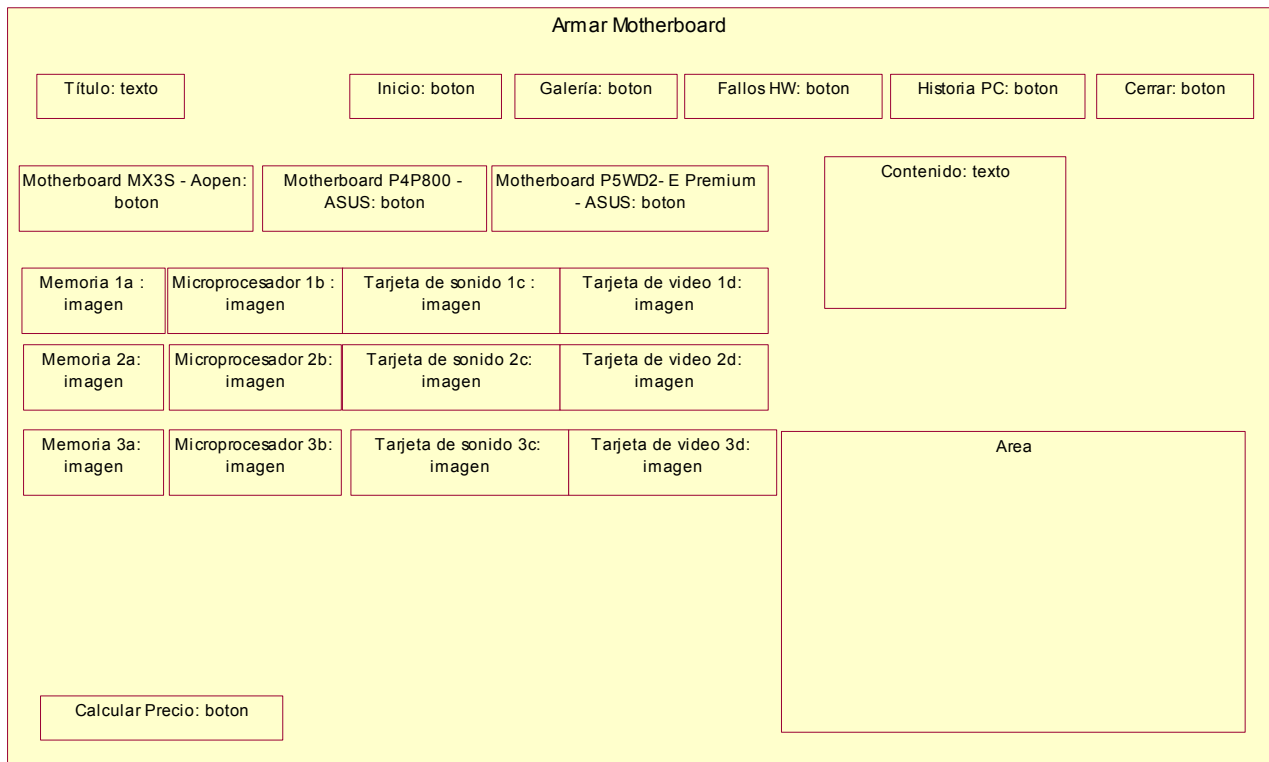 Armar Motherboard
Título: texto
Inicio: boton
Galería: boton
Fallos HW: boton
Historia PC: boton
Cerrar: boton
Motherboard MX3S - Aopen:
boton
Motherboard P4P800 -
ASUS: boton
Motherboard P5WD2- E Premium
- ASUS: boton
Contenido: texto
Memoria 1a :
imagen
Microprocesador 1b :
imagen
Tarjeta de sonido 1c :
imagen
Tarjeta de video 1d:
imagen
Memoria 2a:
imagen
Microprocesador 2b:
imagen
Tarjeta de sonido 2c:
imagen
Tarjeta de video 2d:
imagen
Memoria 3a:
imagen
Microprocesador 3b:
imagen
Tarjeta de sonido 3c:
imagen
Tarjeta de video 3d:
imagen
Area
Calcular Precio: boton